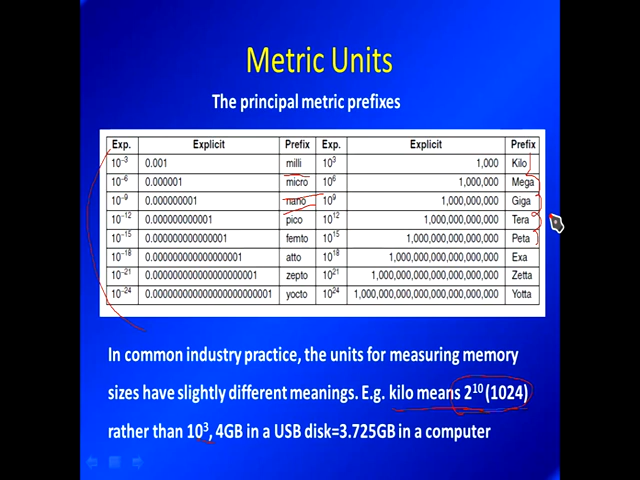 Metric Units
The principal metric prefixes
Exp. Explicit Prefix Exp. Explicit Prefix
10⁻³ 0.001 milli 10³ 1,000 Kilo
10⁻⁶ 0.000001 micro 10⁶ 1,000,000 Mega
10⁻⁹ 0.000000001 nano 10⁹ 1,000,000,000 Giga
10⁻¹² 0.000000000001 pico 10¹² 1,000,000,000,000 Tera
10⁻¹⁵ 0.000000000000001 femto 10¹⁵ 1,000,000,000,000,000 Peta
10⁻¹⁸ 0.000000000000000001 atto 10¹⁸ 1,000,000,000,000,000,000 Exa
10⁻²¹ 0.000000000000000000001 zepto 10²¹ 1,000,000,000,000,000,000,000 Zetta
10⁻²⁴ 0.000000000000000000000001 yocto 10²⁴ 1,000,000,000,000,000,000,000,000 Yotta
In common industry practice, the units for measuring memory
sizes have slightly different meanings. E.g. kilo means 2¹⁰ (1024)
rather than 10³, 4GB in a USB disk=3.725GB in a computer